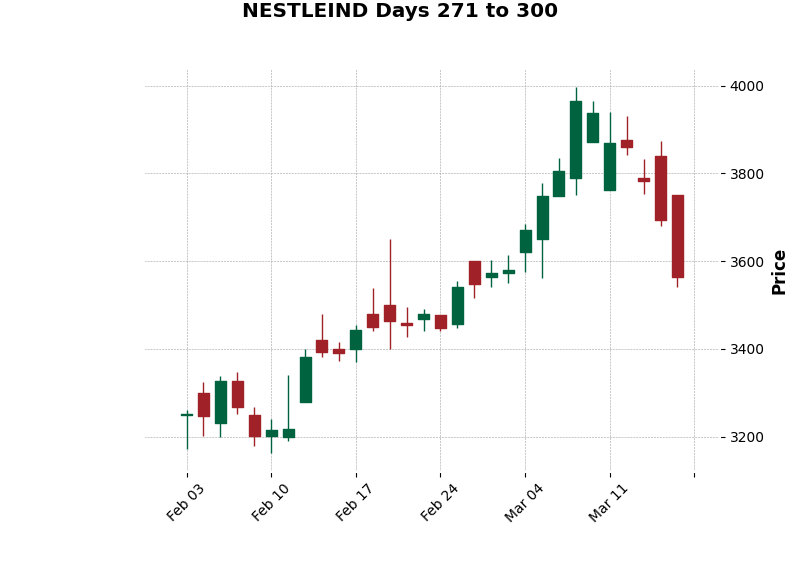 NESTLEIND Days 271 to 300
4000
3800
3600
3400
3200
Price
Feb 03
Feb 10
Feb 17
Feb 24
Mar 04
Mar 11